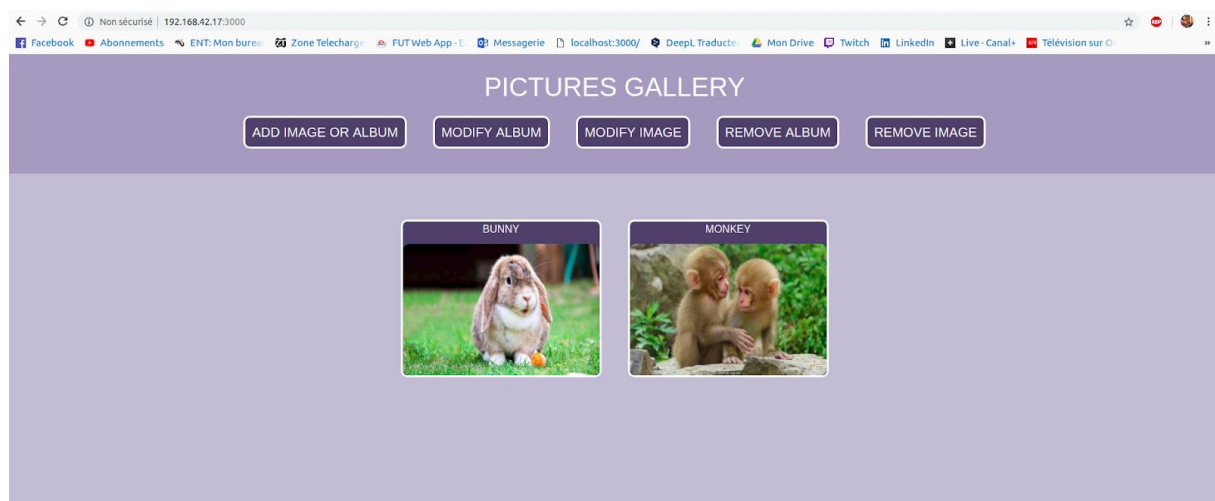 Non sécurisé | 192.168.42.17:3000
Facebook Abonnements ENT: Mon burea Zone Telecharge FUT Web App - E Messagerie localhost:3000/ DeepL Traducte Mon Drive Twitch LinkedIn Live - Canal+ Télévision sur O »
PICTURES GALLERY
ADD IMAGE OR ALBUM MODIFY ALBUM MODIFY IMAGE REMOVE ALBUM REMOVE IMAGE
BUNNY MONKEY